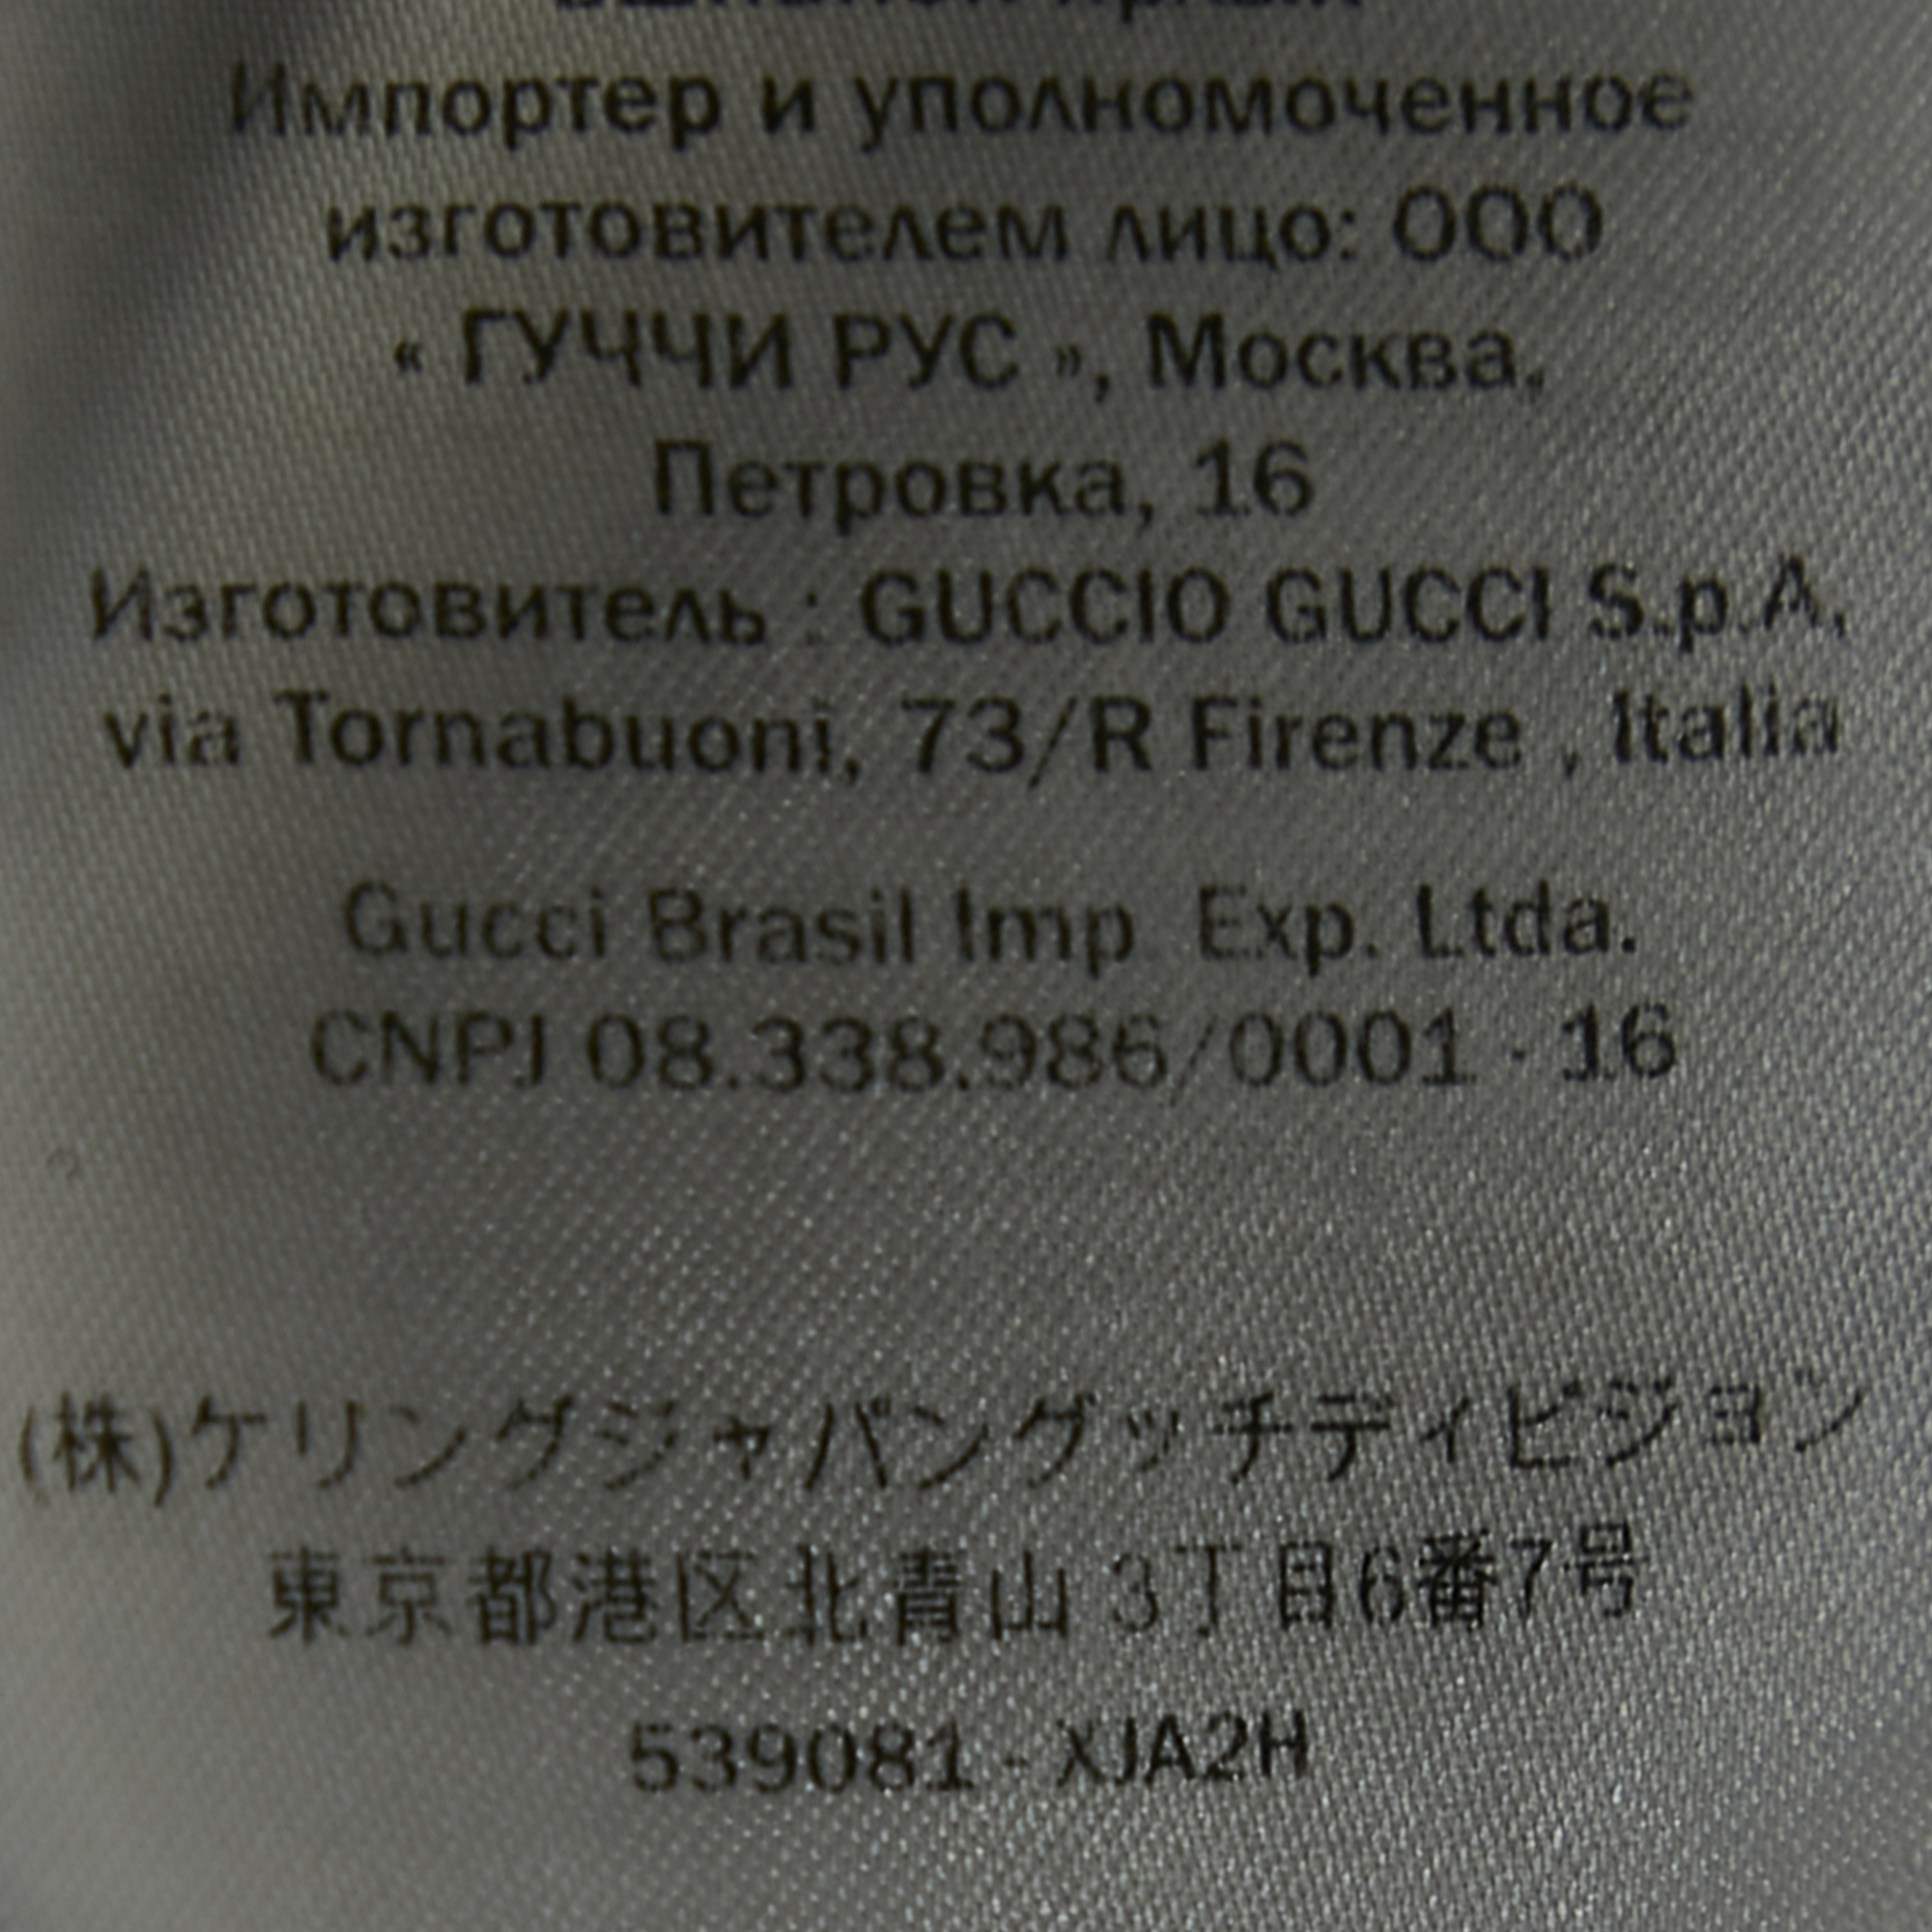 Импортер и уполномоченное
изготовителем лицо: ООО
« ГУЧЧИ РУС », Москва,
Петровка, 16
Изготовитель : GUCCIO GUCCI S.p.A,
via Tornabuoni, 73/R Firenze , Italia
Gucci Brasil Imp Exp. Ltda.
CNPJ 08.338.986/0001 - 16
(株)ケリングジャパングッチディビジョン
東京都港区北青山 3丁目6番7号
539081 - XJA2H